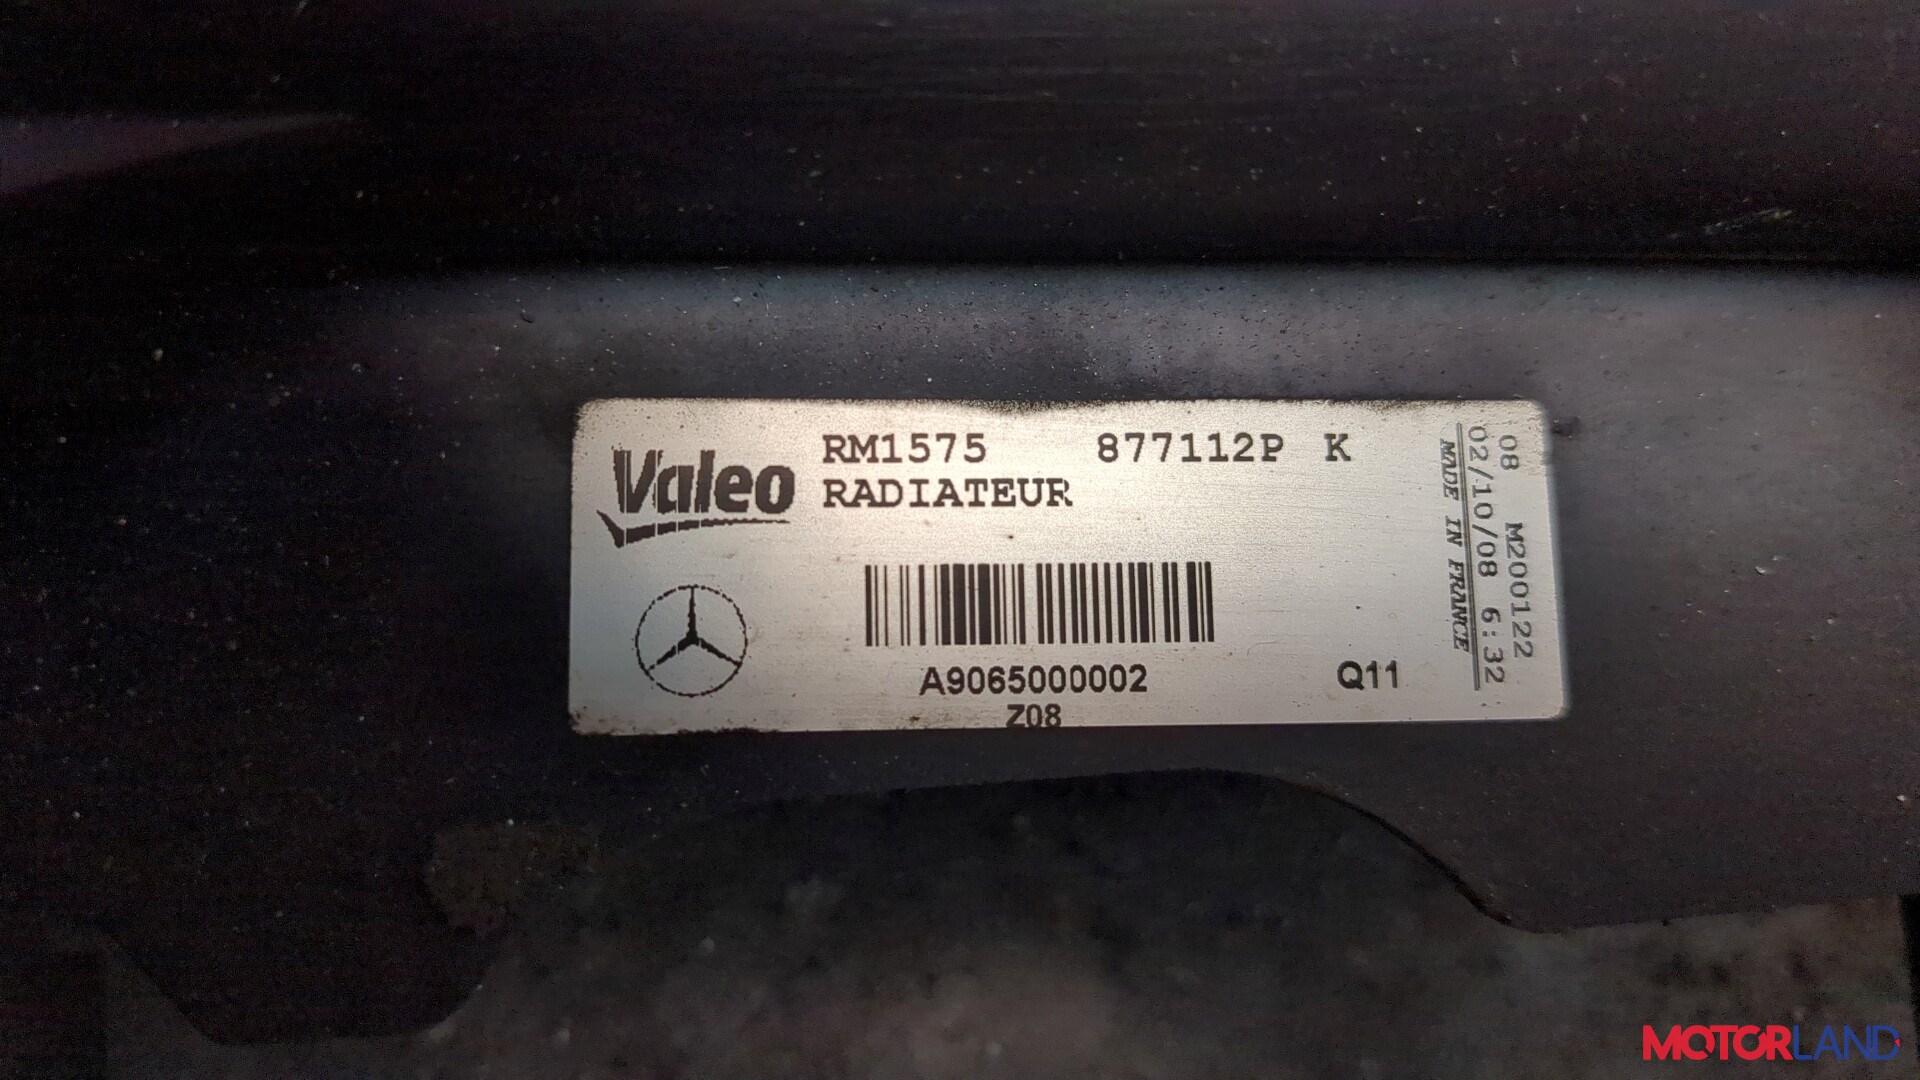 Valeo
RM1575 877112P K
RADIATEUR
A9065000002
Z08
Q11
08 M200122
02/10/08 6:32
MADE IN FRANCE
MOTORLAND